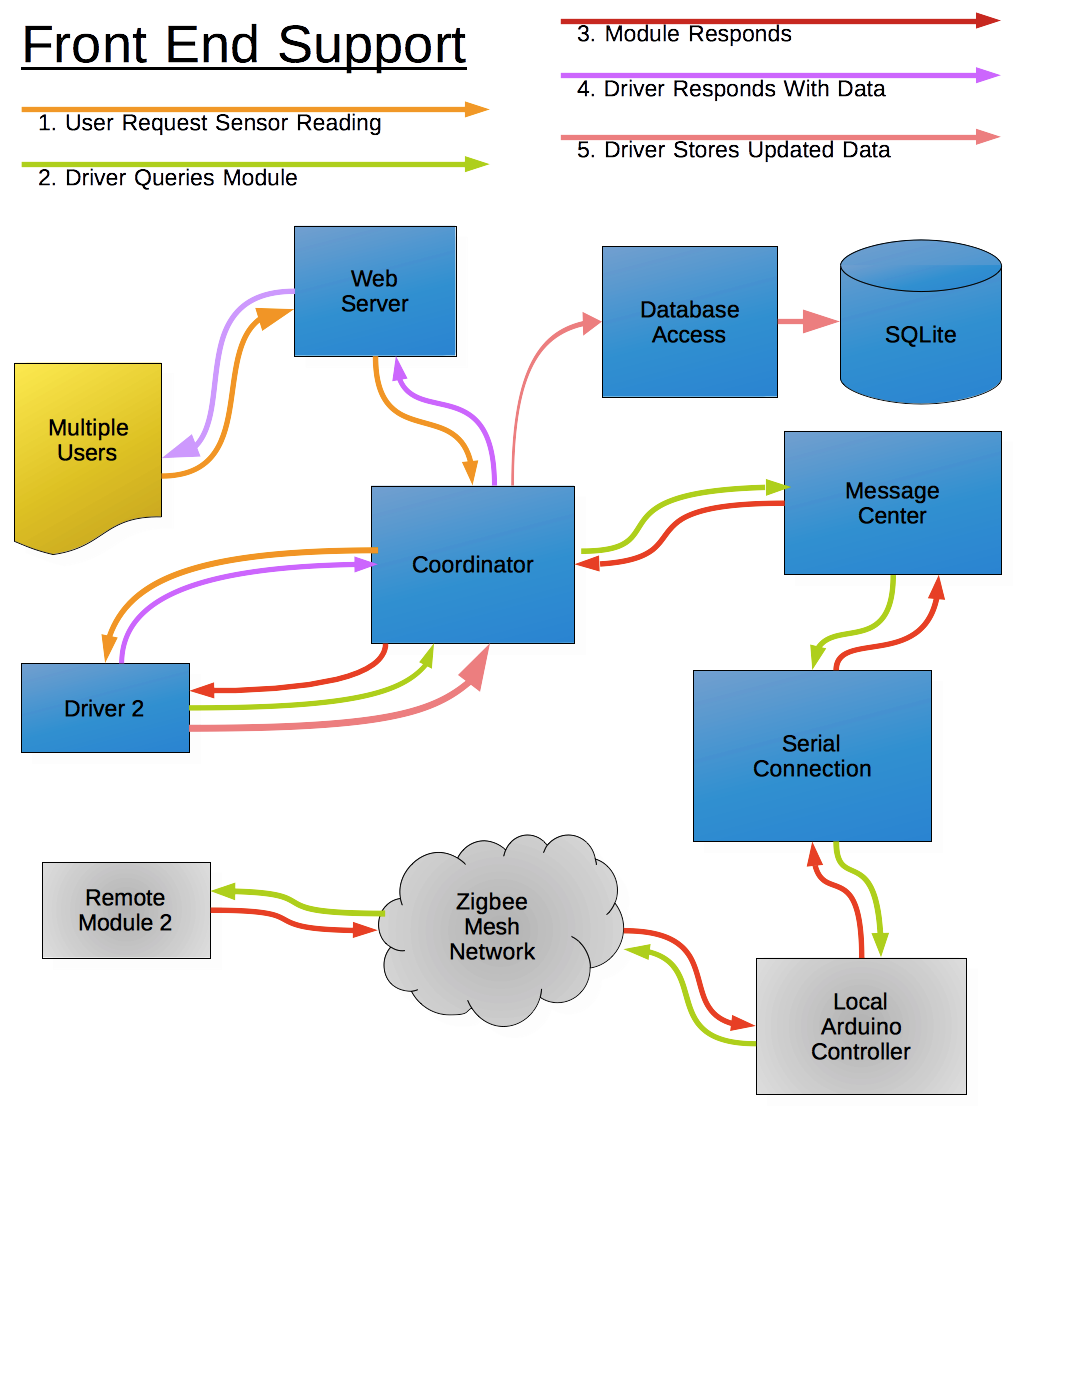 Front End Support
1. User Request Sensor Reading
2. Driver Queries Module
3. Module Responds
4. Driver Responds With Data
5. Driver Stores Updated Data
Web
Server
Database
Access
SQLite
Multiple
Users
Message
Center
Coordinator
Driver 2
Serial
Connection
Remote
Module 2
Zigbee
Mesh
Network
Local
Arduino
Controller